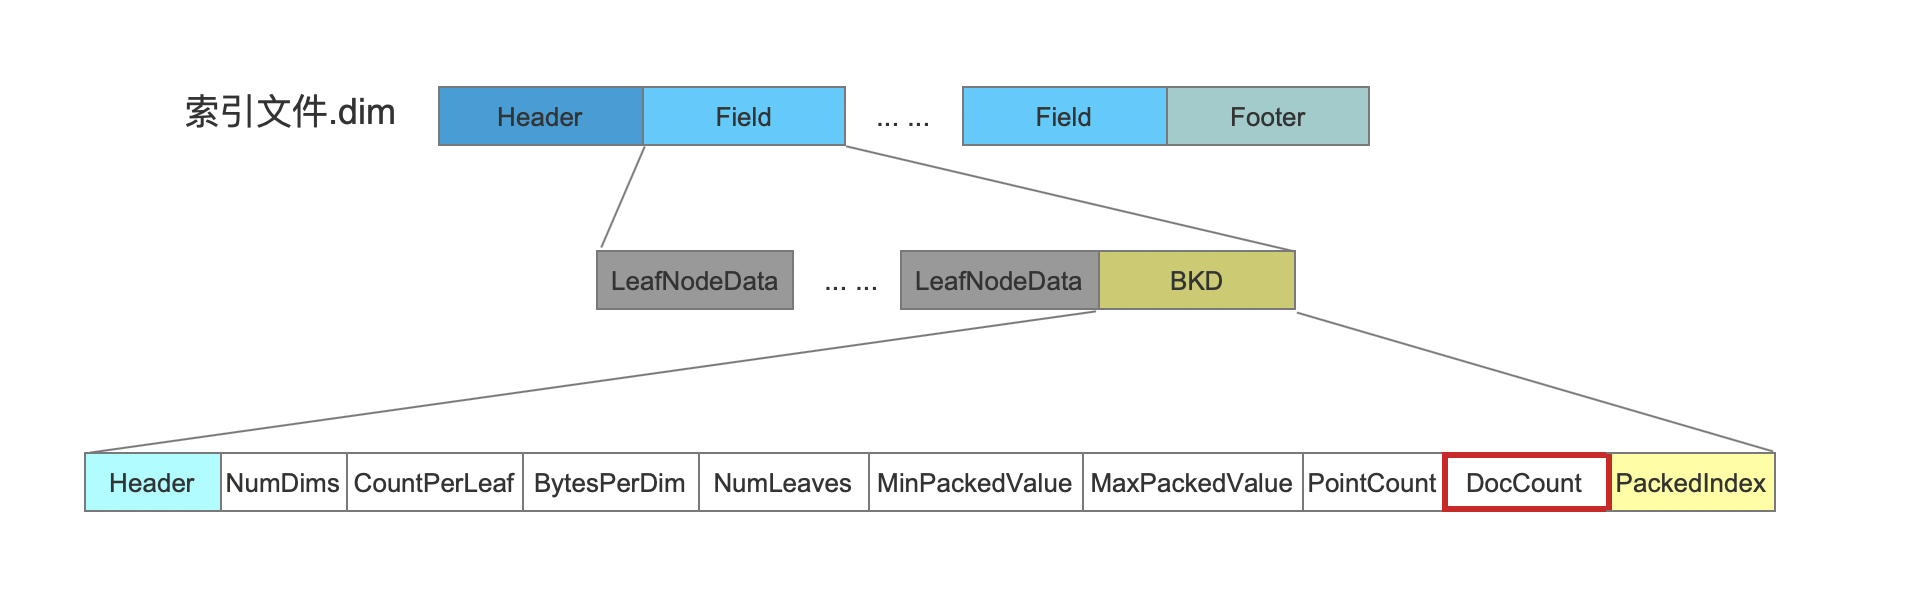 索引文件.dim Header Field ... ... Field Footer
LeafNodeData ... ... LeafNodeData BKD
Header NumDims CountPerLeaf BytesPerDim NumLeaves MinPackedValue MaxPackedValue PointCount DocCount PackedIndex